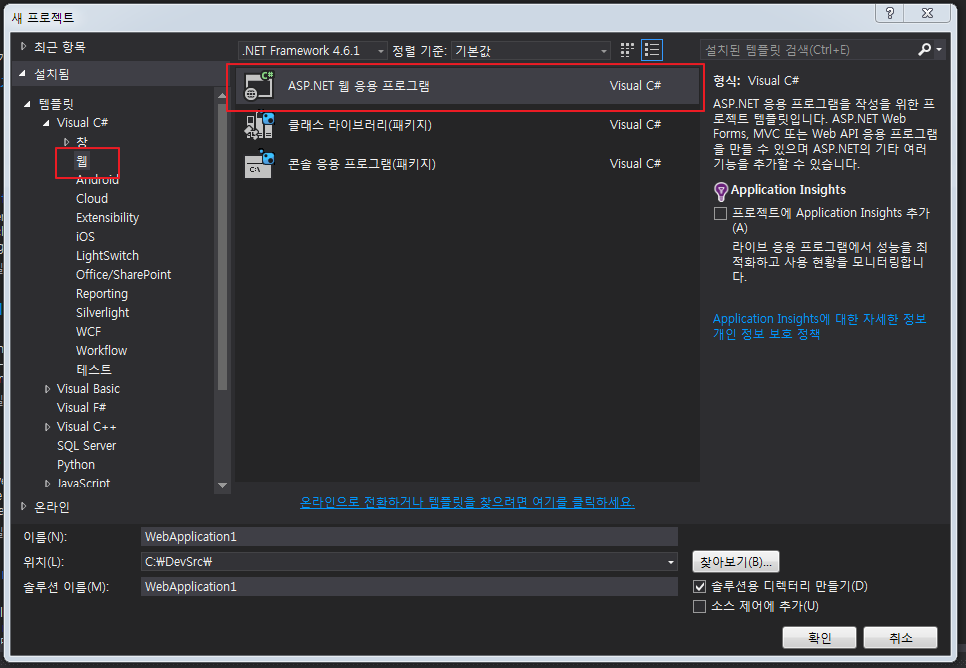 새 프로젝트
최근 항목
.NET Framework 4.6.1
정렬 기준:
기본값
설치된 템플릿 검색(Ctrl+E)
설치됨
템플릿
Visual C#
창
웹
Android
Cloud
Extensibility
iOS
LightSwitch
Office/SharePoint
Reporting
Silverlight
WCF
Workflow
테스트
Visual Basic
Visual F#
Visual C++
SQL Server
Python
JavaScript
온라인
ASP.NET 웹 응용 프로그램
Visual C#
클래스 라이브러리(패키지)
Visual C#
콘솔 응용 프로그램(패키지)
Visual C#
온라인으로 전환하거나 템플릿을 찾으려면 여기를 클릭하세요.
형식: Visual C#
ASP.NET 응용 프로그램을 작성을 위한 프
로젝트 템플릿입니다. ASP.NET Web
Forms, MVC 또는 Web API 응용 프로그램
을 만들 수 있으며 ASP.NET의 기타 여러
기능을 추가할 수 있습니다.
Application Insights
프로젝트에 Application Insights 추가
(A)
라이브 응용 프로그램에서 성능을 최
적화하고 사용 현황을 모니터링합니
다.
Application Insights에 대한 자세한 정보
개인 정보 보호 정책
이름(N):
WebApplication1
위치(L):
C:₩DevSrc₩
찾아보기(B)...
솔루션 이름(M):
WebApplication1
솔루션용 디렉터리 만들기(D)
소스 제어에 추가(U)
확인
취소